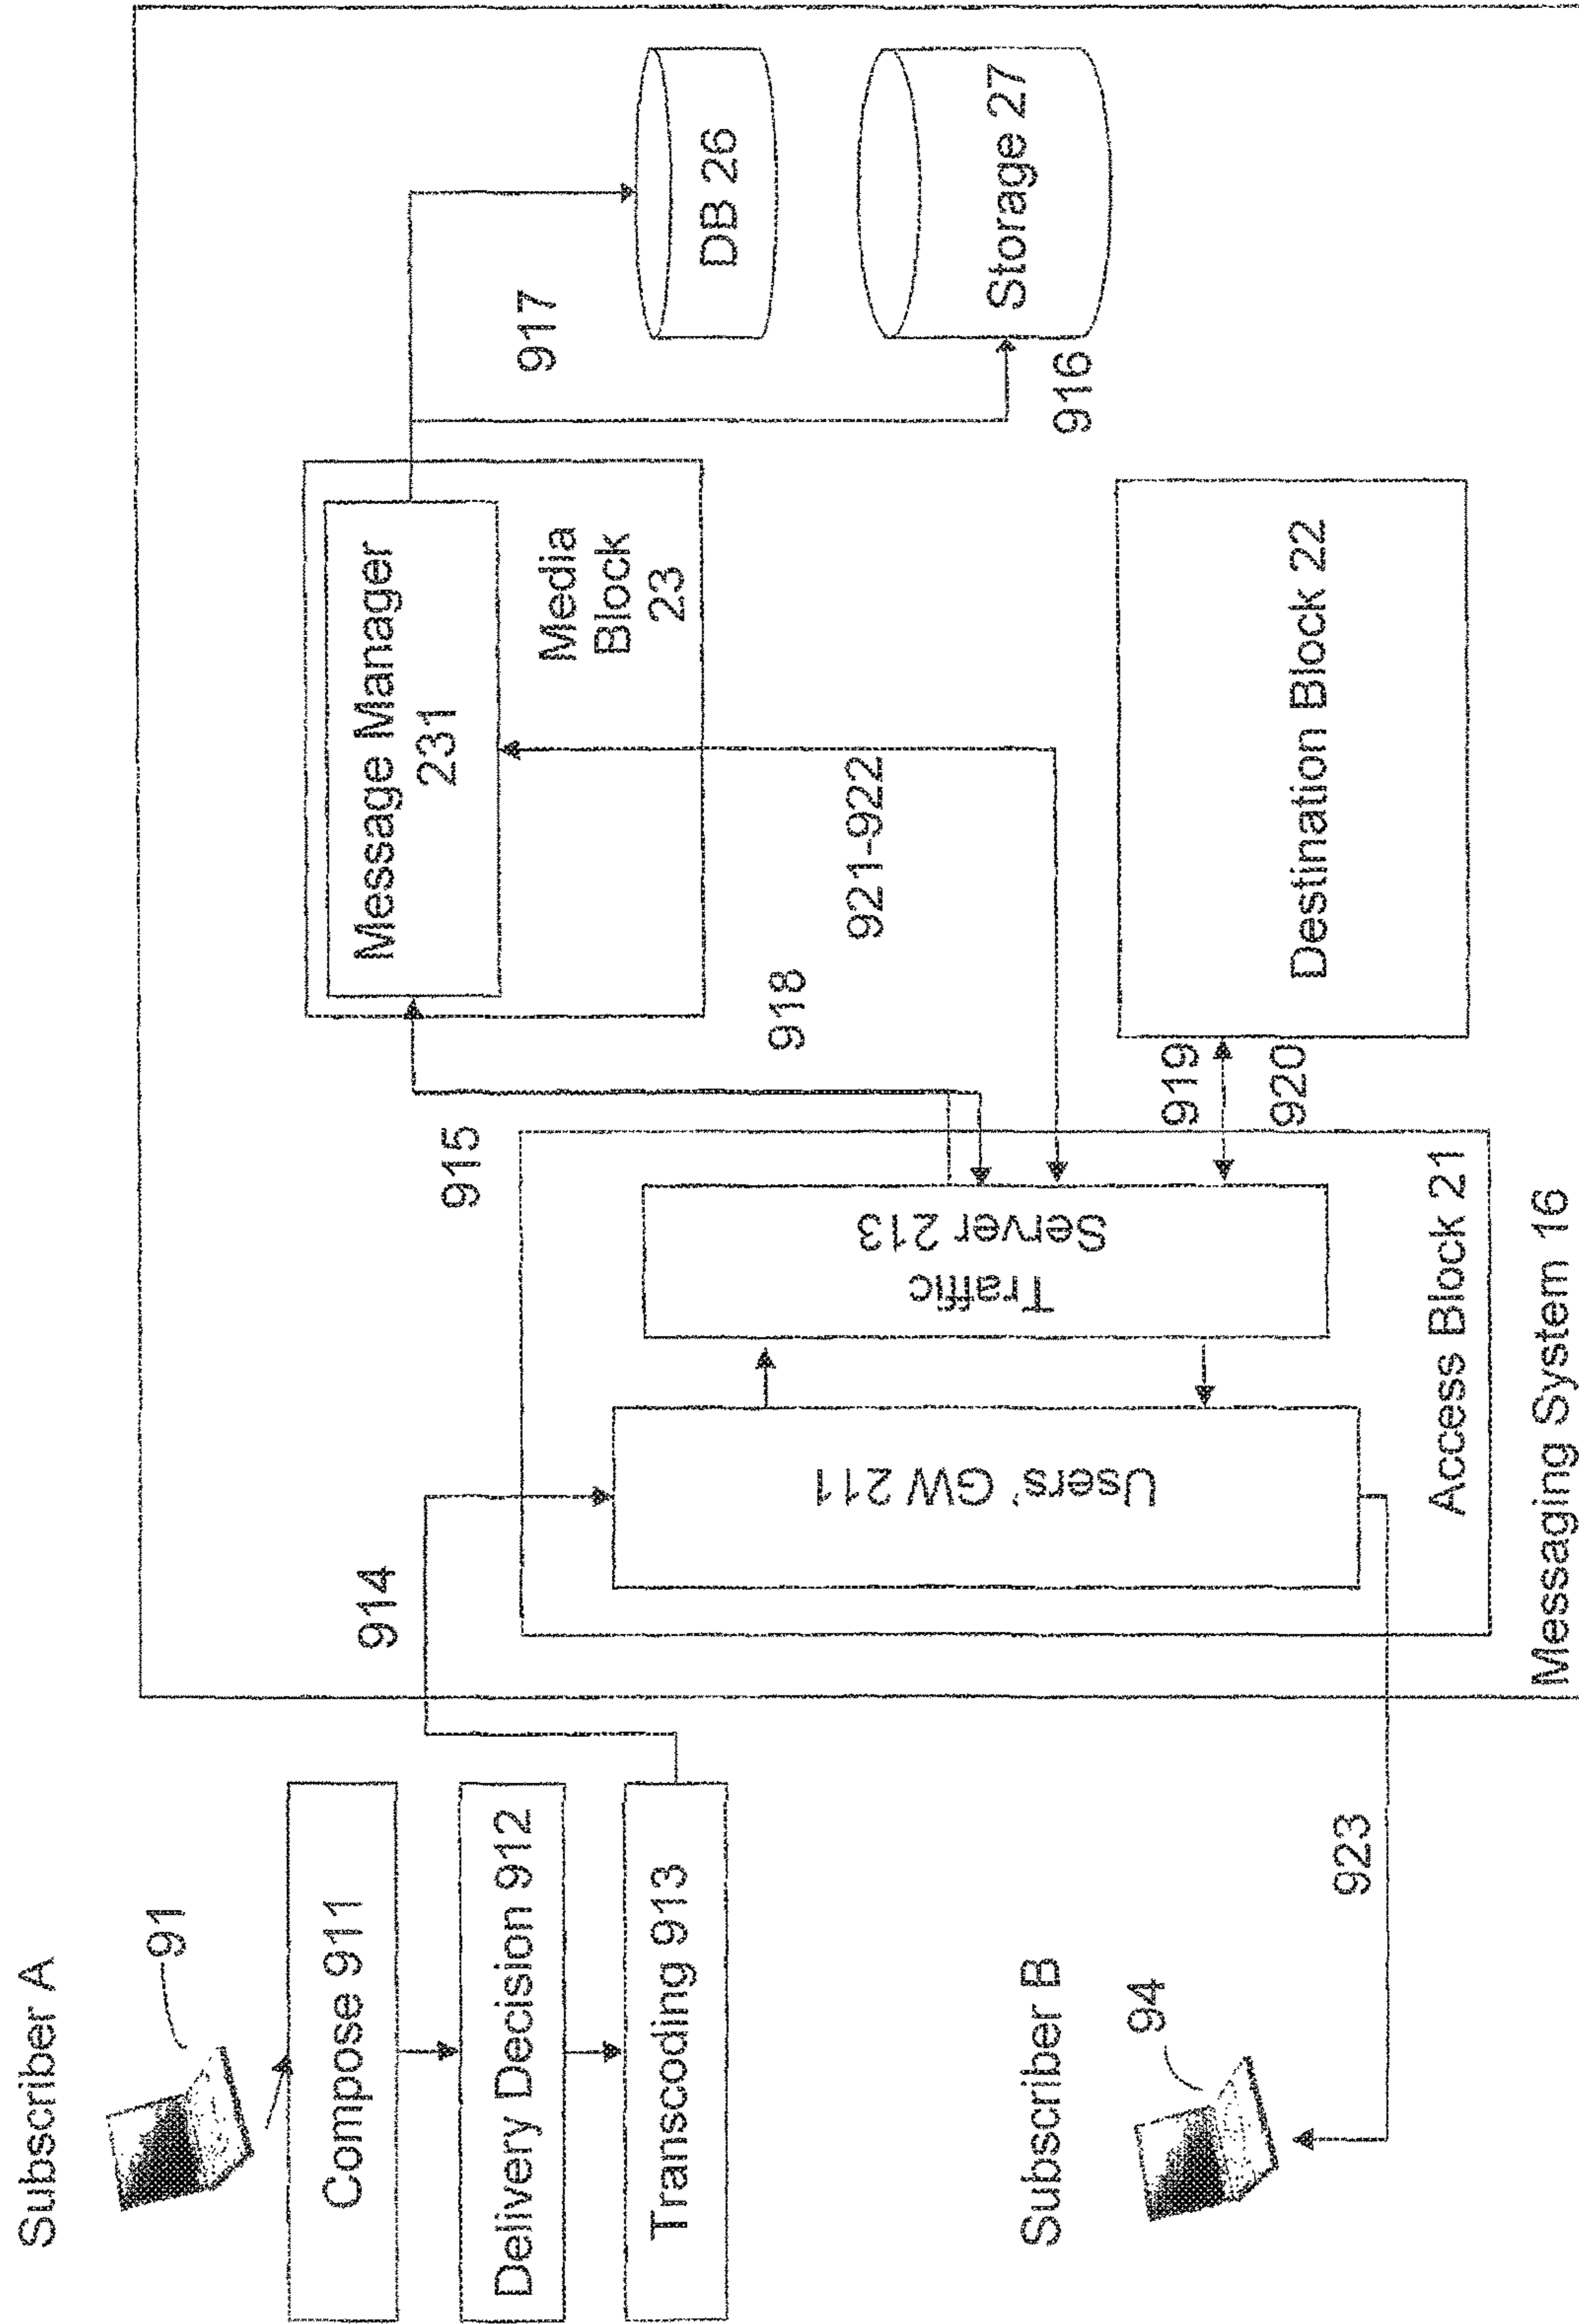 Subscriber A
91
Compose 911
Delivery Decision 912
Transcoding 913
914
Subscriber B
94
923
Users' GW 211
Traffic
Server 213
Access Block 21
Messaging System 16
915
918
921-922
919
920
Message Manager
231
Media
Block
23
Destination Block 22
917
916
DB 26
Storage 27